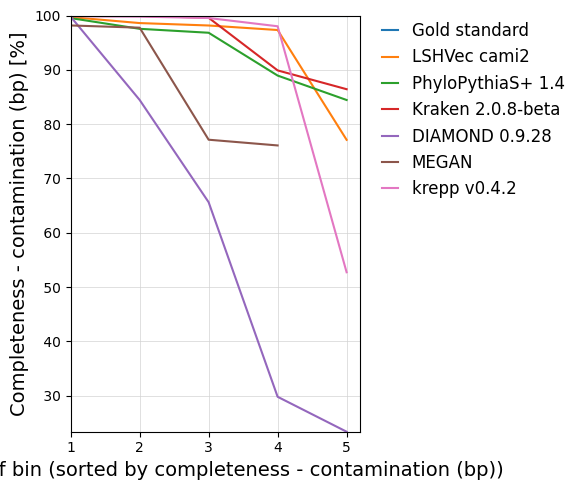 Completeness - contamination (bp) [%]
100
90
80
70
60
50
40
30
1 2 3 4 5
f bin (sorted by completeness - contamination (bp))
Gold standard
LSHVec cami2
PhyloPythiaS+ 1.4
Kraken 2.0.8-beta
DIAMOND 0.9.28
MEGAN
krepp v0.4.2